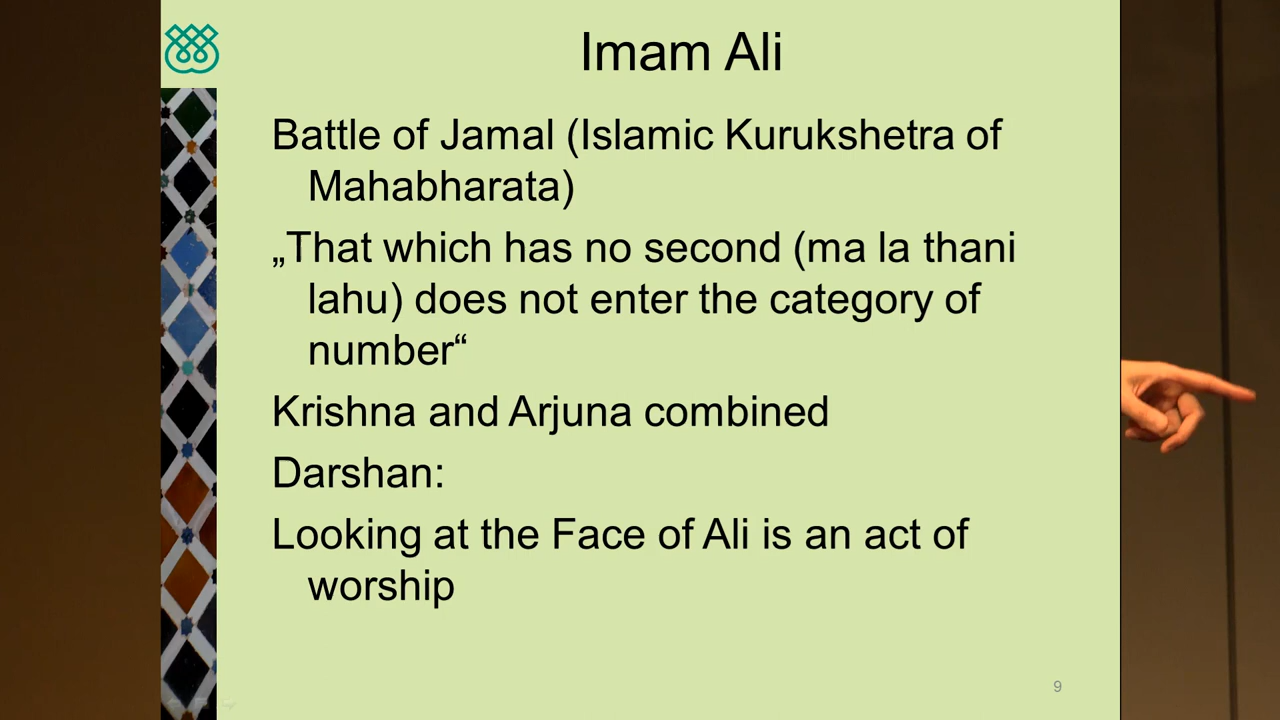 Imam Ali
Battle of Jamal (Islamic Kurukshetra of
Mahabharata)
„That which has no second (ma la thani
lahu) does not enter the category of
number“
Krishna and Arjuna combined
Darshan:
Looking at the Face of Ali is an act of
worship
9